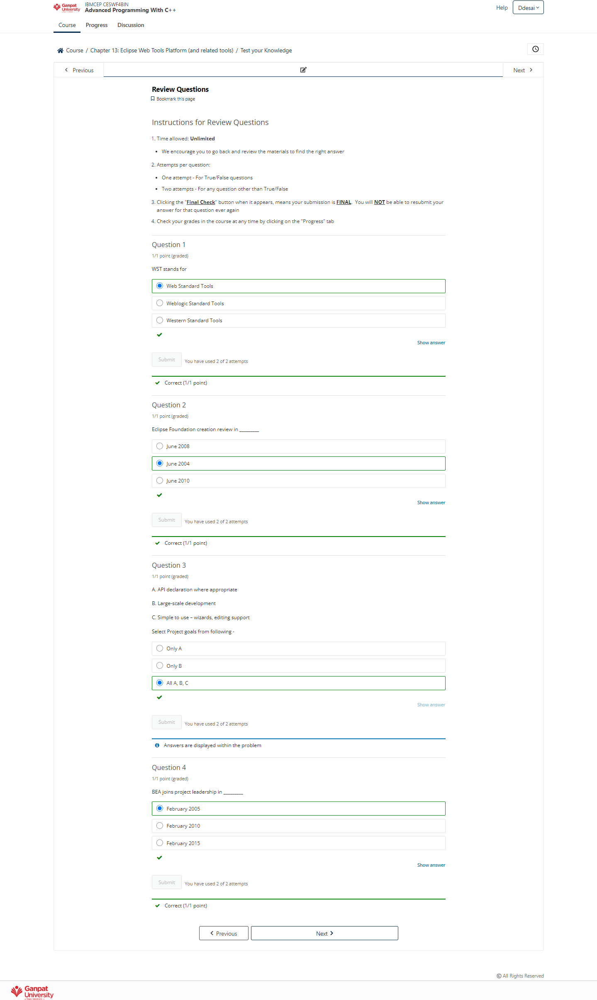 Ganpat
University
IBMCEP CESWF4BIN
Advanced Programming With C++
Help
Ddesai
Course
Progress
Discussion
Course / Chapter 13: Eclipse Web Tools Platform (and related tools) / Test your Knowledge
Previous
Next
Review Questions
Bookmark this page
Instructions for Review Questions
1. Time allowed: Unlimited
• We encourage you to go back and review the materials to find the right answer
2. Attempts per question:
• One attempt - For True/False questions
• Two attempts - For any question other than True/False
3. Clicking the "Final Check" button when it appears, means your submission is FINAL. You will NOT be able to resubmit your
answer for that question ever again
4. Check your grades in the course at any time by clicking on the "Progress" tab
Question 1
1/1 point (graded)
WST stands for
Web Standard Tools
Weblogic Standard Tools
Western Standard Tools
Show answer
Submit
You have used 2 of 2 attempts
Correct (1/1 point)
Question 2
1/1 point (graded)
Eclipse Foundation creation review in ________
June 2008
June 2004
June 2010
Show answer
Submit
You have used 2 of 2 attempts
Correct (1/1 point)
Question 3
1/1 point (graded)
A. API declaration where appropriate
B. Large-scale development
C. Simple to use – wizards, editing support
Select Project goals from following -
Only A
Only B
All A, B, C
Show answer
Submit
You have used 2 of 2 attempts
Answers are displayed within the problem
Question 4
1/1 point (graded)
BEA joins project leadership in ________
February 2005
February 2010
February 2015
Show answer
Submit
You have used 2 of 2 attempts
Correct (1/1 point)
Previous
Next
© All Rights Reserved
Ganpat
University